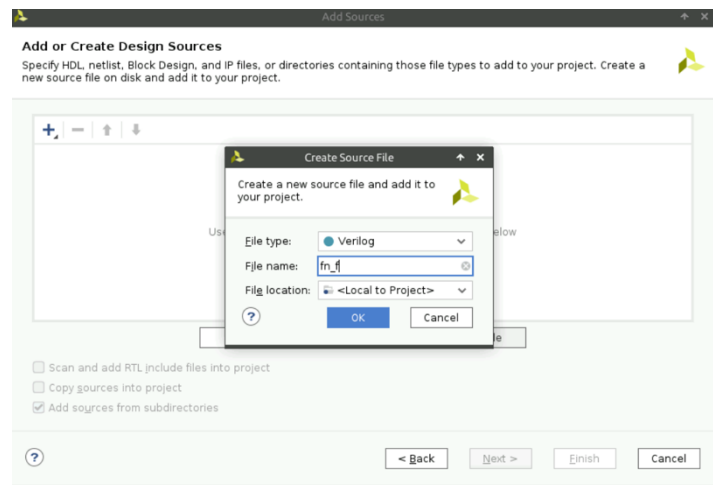 Add Sources
Add or Create Design Sources
Specify HDL, netlist, Block Design, and IP files, or directories containing those file types to add to your project. Create a
new source file on disk and add it to your project.
Create Source File
Create a new source file and add it to
your project.
Use
elow
File type:
Verilog
File name:
fn_f
File location:
<Local to Project>
?
OK
Cancel
le
Scan and add RTL include files into project
Copy sources into project
Add sources from subdirectories
?
< Back
Next >
Finish
Cancel